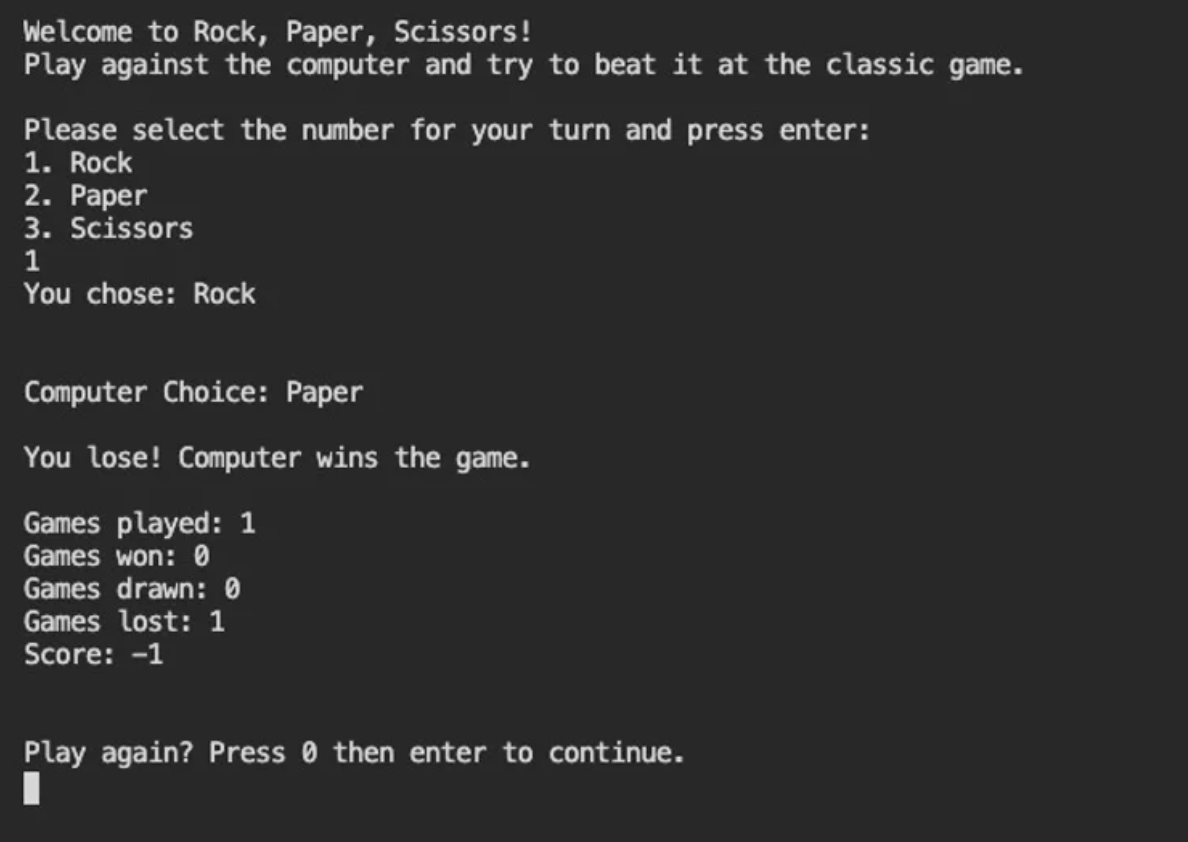 Welcome to Rock, Paper, Scissors!
Play against the computer and try to beat it at the classic game.
Please select the number for your turn and press enter:
1. Rock
2. Paper
3. Scissors
1
You chose: Rock
Computer Choice: Paper
You lose! Computer wins the game.
Games played: 1
Games won: 0
Games drawn: 0
Games lost: 1
Score: -1
Play again? Press 0 then enter to continue.